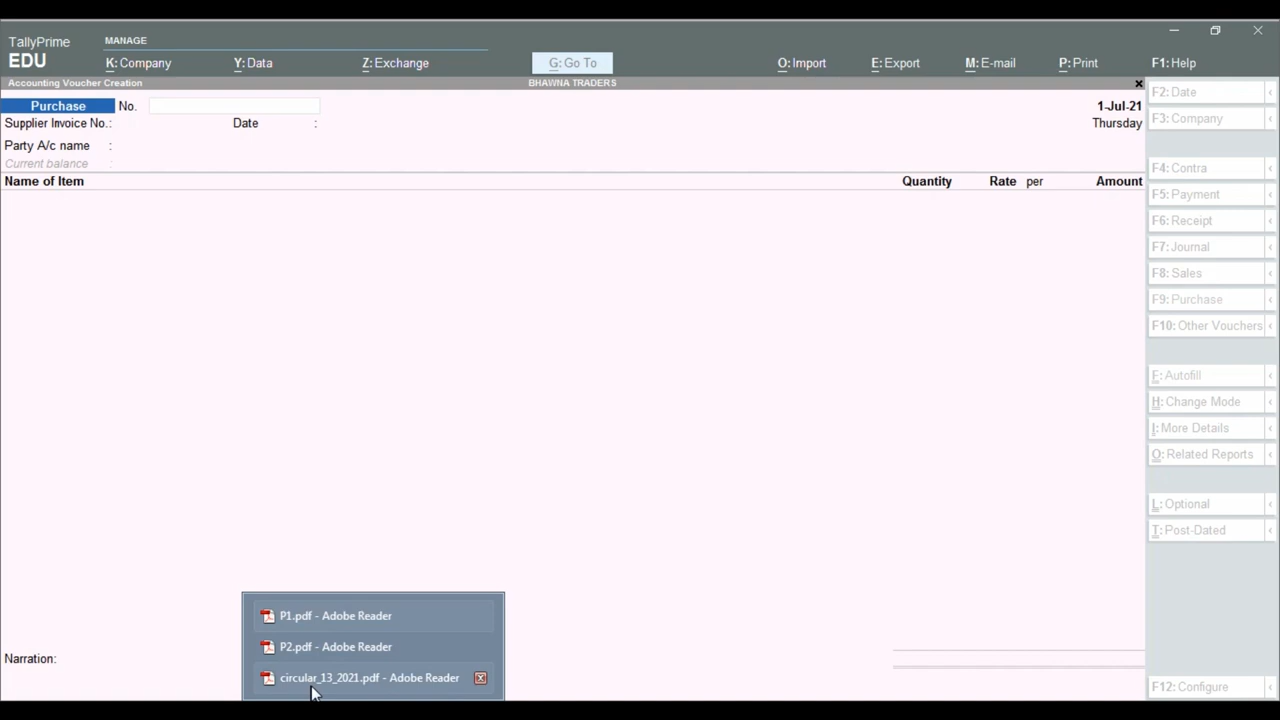 TallyPrime
EDU
MANAGE
K: Company
Y: Data
Z: Exchange
G: Go To
O: Import
E: Export
M: E-mail
P: Print
F1: Help
Accounting Voucher Creation
BHAWNA TRADERS
Purchase No.
1-Jul-21
Supplier Invoice No.: Date :
Thursday
Party A/c name :
Current balance :
Name of Item Quantity Rate per Amount
Narration:
P1.pdf - Adobe Reader
P2.pdf - Adobe Reader
circular_13_2021.pdf - Adobe Reader
F2: Date
F3: Company
F4: Contra
F5: Payment
F6: Receipt
F7: Journal
F8: Sales
F9: Purchase
F10: Other Vouchers
F: Autofill
H: Change Mode
I: More Details
O: Related Reports
L: Optional
T: Post-Dated
F12: Configure